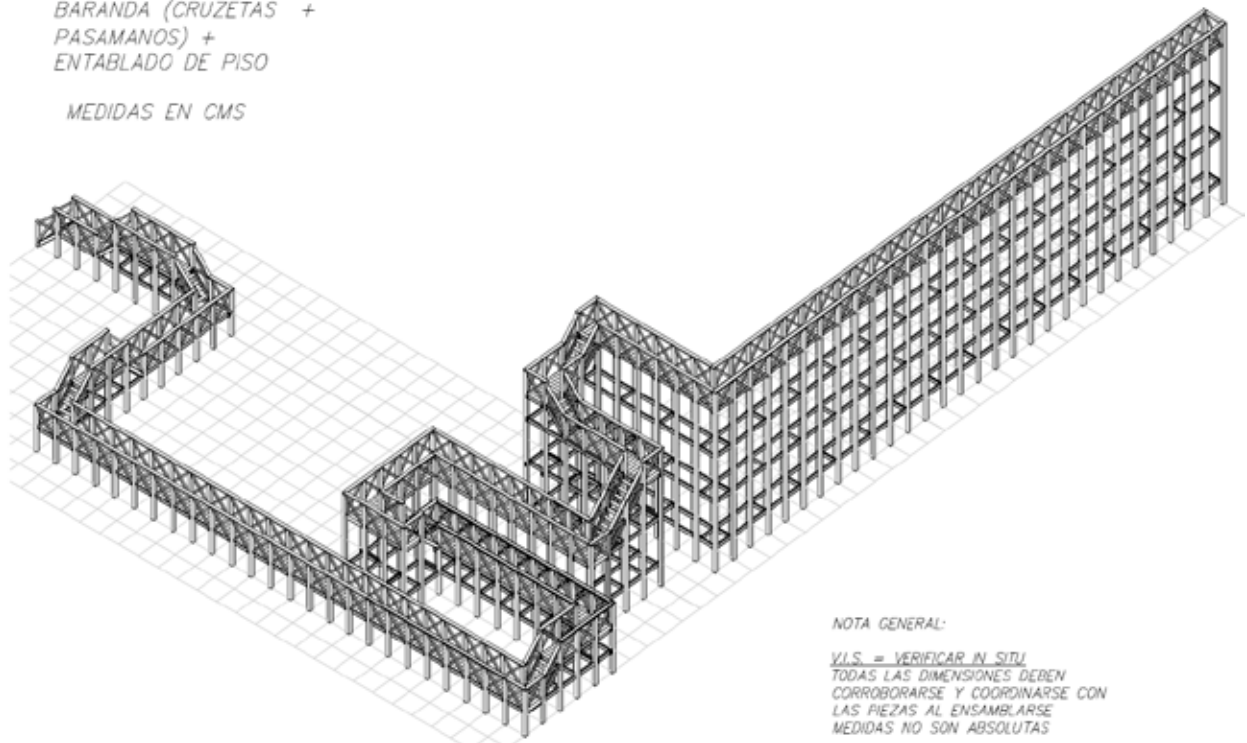 BARANDA (CRUZETAS +
PASAMANOS) +
ENTABLADO DE PISO
MEDIDAS EN CMS
NOTA GENERAL:
V.I.S. = VERIFICAR IN SITU
TODAS LAS DIMENSIONES DEBEN
CORROBORARSE Y COORDINARSE CON
LAS PIEZAS AL ENSAMBLARSE
MEDIDAS NO SON ABSOLUTAS